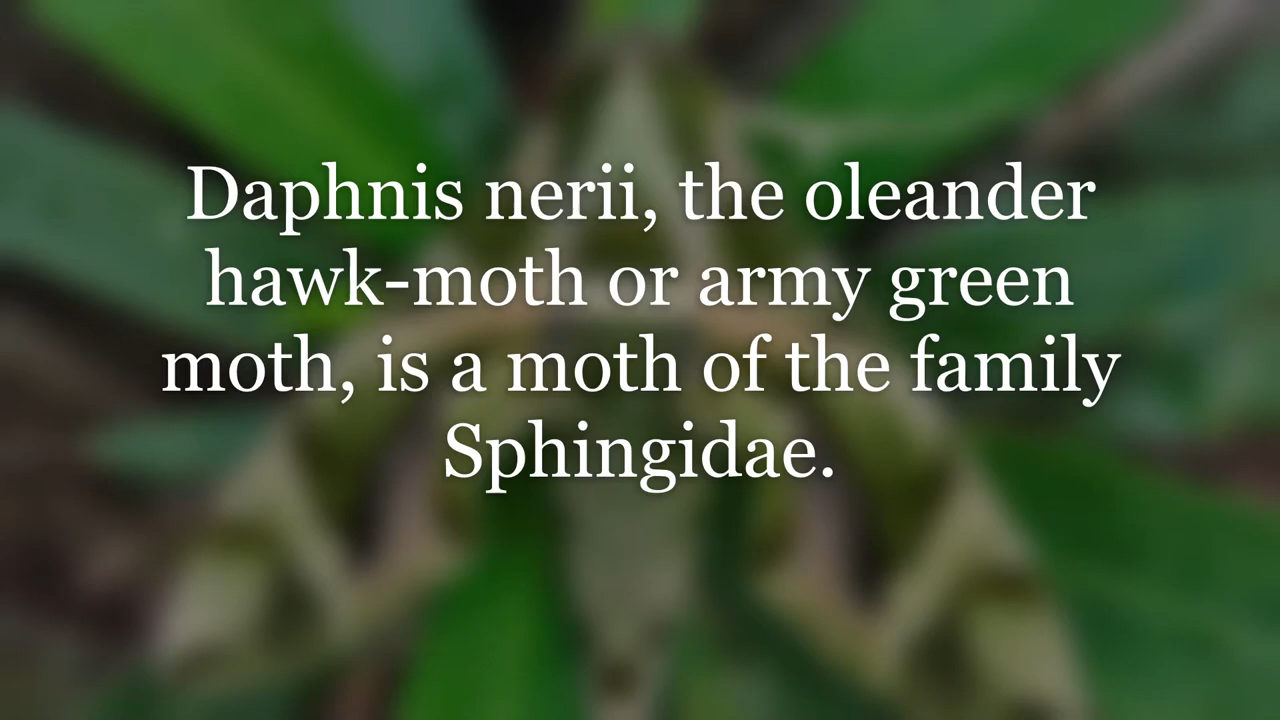 Daphnis nerii, the oleander
hawk-moth or army green
moth, is a moth of the family
Sphingidae.